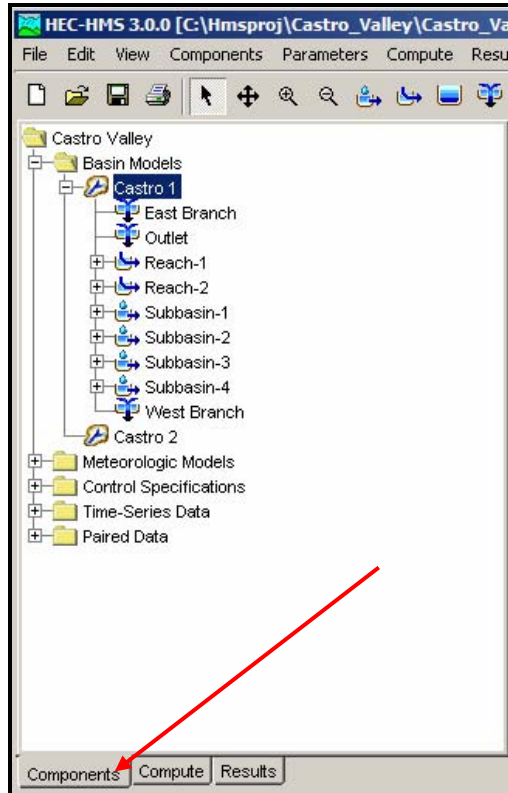 HEC-HMS 3.0.0 [C:\Hmsproj\Castro_Valley\Castro_Va
File Edit View Components Parameters Compute Resu
Castro Valley
Basin Models
Castro 1
East Branch
Outlet
Reach-1
Reach-2
Subbasin-1
Subbasin-2
Subbasin-3
Subbasin-4
West Branch
Castro 2
Meteorologic Models
Control Specifications
Time-Series Data
Paired Data
Components Compute Results